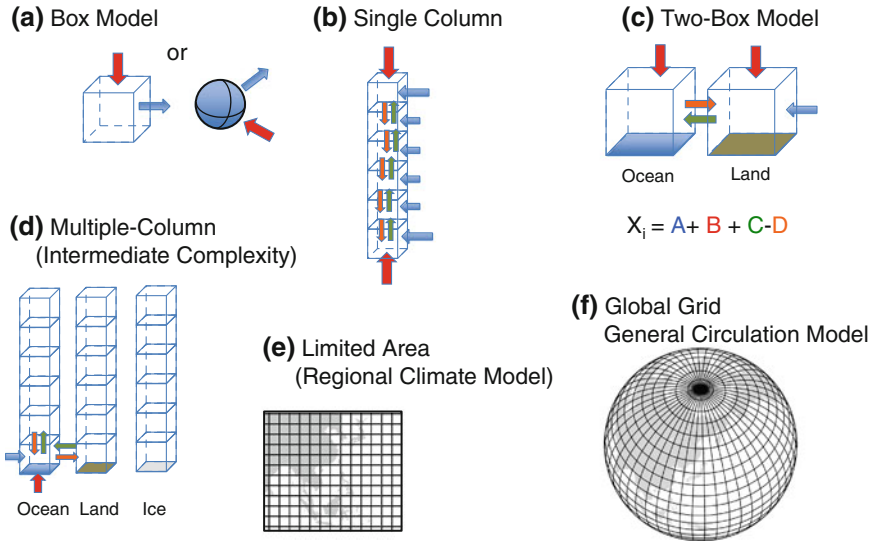 (a) Box Model
or
(b) Single Column
(c) Two-Box Model
Ocean
Land
X_i = A+ B + C-D
(d) Multiple-Column
(Intermediate Complexity)
Ocean Land Ice
(e) Limited Area
(Regional Climate Model)
(f) Global Grid
General Circulation Model